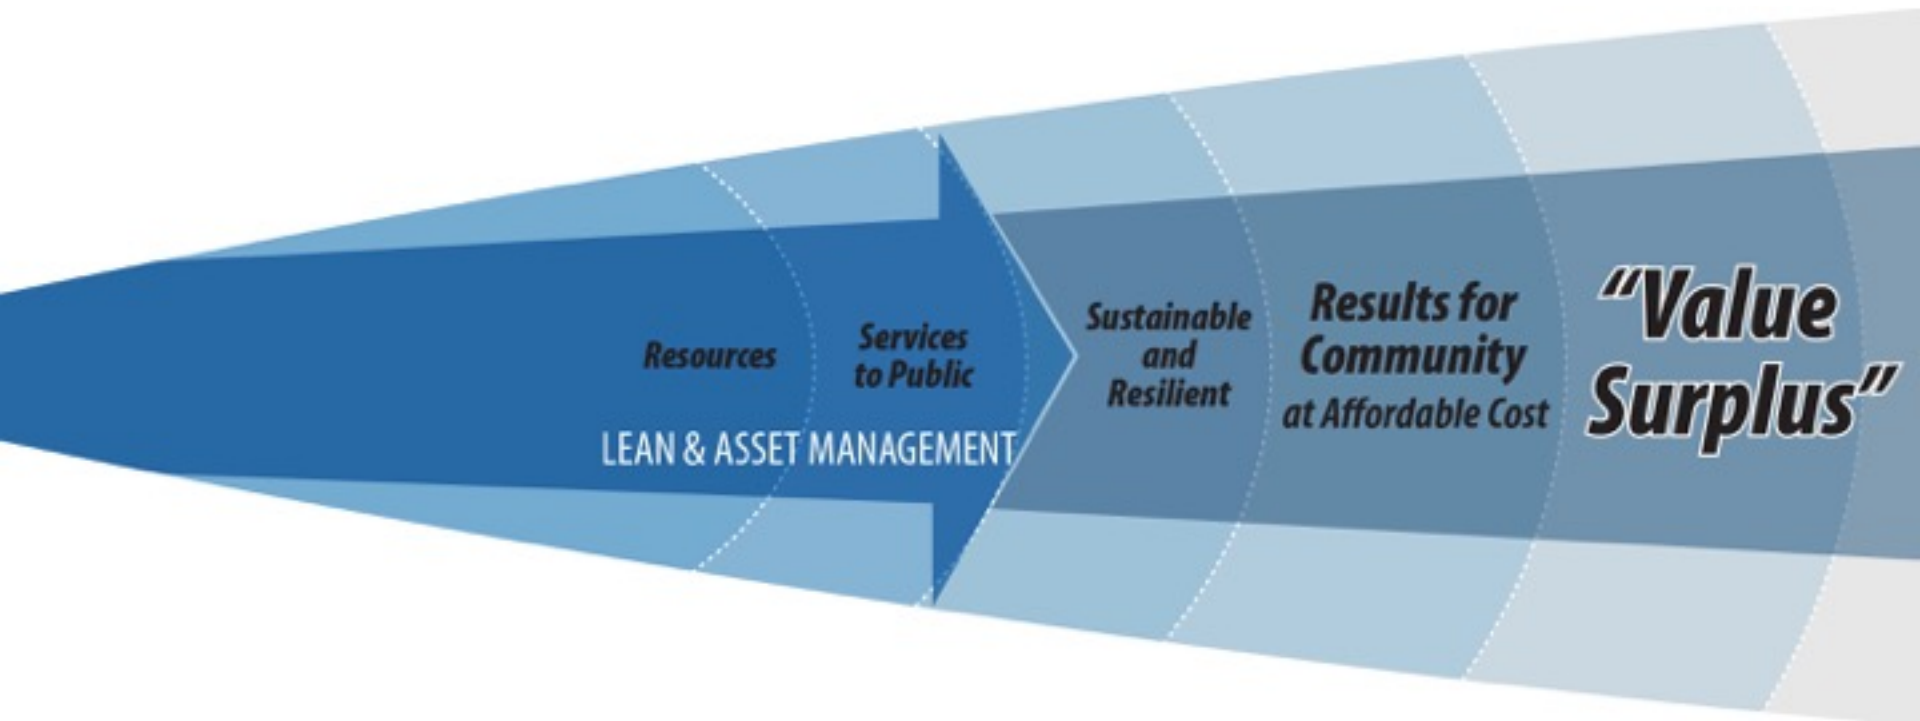 Resources
Services
to Public
LEAN & ASSET MANAGEMENT
Sustainable
and
Resilient
Results for
Community
at Affordable Cost
“Value
Surplus”